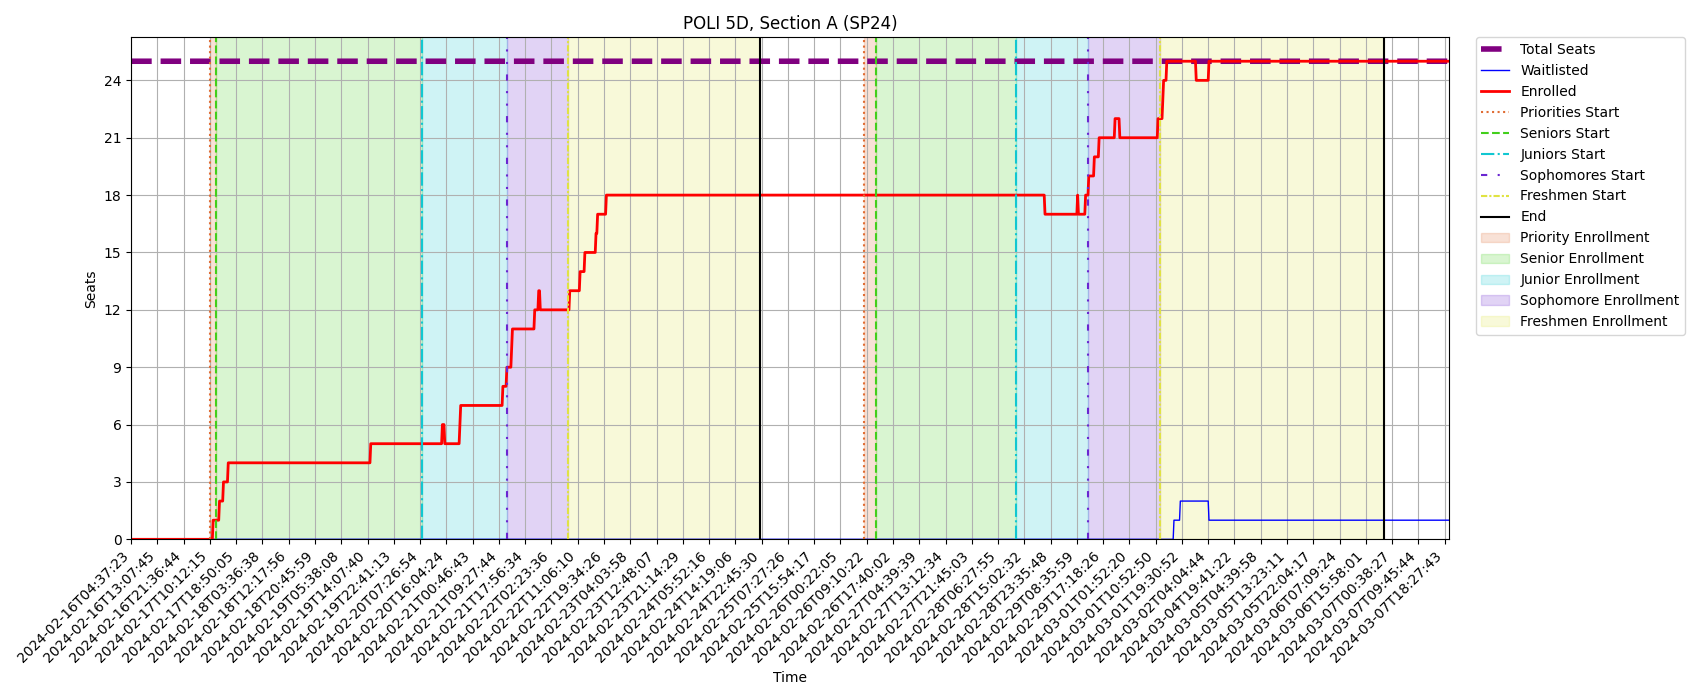 POLI 5D, Section A (SP24)
Seats
24
21
18
15
12
9
6
3
0
2024-02-16T04:37:23
2024-02-16T13:07:45
2024-02-16T21:36:44
2024-02-17T10:12:15
2024-02-17T18:50:05
2024-02-18T03:36:38
2024-02-18T12:17:56
2024-02-18T20:45:59
2024-02-19T05:38:08
2024-02-19T14:07:40
2024-02-19T22:41:13
2024-02-20T07:26:54
2024-02-20T16:04:24
2024-02-21T00:46:43
2024-02-21T09:27:44
2024-02-21T17:56:34
2024-02-22T02:23:36
2024-02-22T11:06:10
2024-02-22T19:34:26
2024-02-23T04:03:58
2024-02-23T12:48:07
2024-02-23T21:14:29
2024-02-24T05:52:16
2024-02-24T14:19:06
2024-02-24T22:45:30
2024-02-25T07:27:26
2024-02-25T15:54:17
2024-02-26T00:22:05
2024-02-26T09:10:22
2024-02-26T17:40:02
2024-02-27T04:39:39
2024-02-27T13:12:34
2024-02-27T21:45:03
2024-02-28T06:27:55
2024-02-28T15:02:32
2024-02-28T23:35:48
2024-02-29T08:35:59
2024-02-29T17:18:26
2024-03-01T01:52:20
2024-03-01T10:52:50
2024-03-01T19:30:52
2024-03-02T04:04:44
2024-03-04T19:41:22
2024-03-05T04:39:58
2024-03-05T13:23:11
2024-03-05T22:04:17
2024-03-06T07:09:24
2024-03-06T15:58:01
2024-03-07T00:38:27
2024-03-07T09:45:44
2024-03-07T18:27:43
Time
Total Seats
Waitlisted
Enrolled
Priorities Start
Seniors Start
Juniors Start
Sophomores Start
Freshmen Start
End
Priority Enrollment
Senior Enrollment
Junior Enrollment
Sophomore Enrollment
Freshmen Enrollment